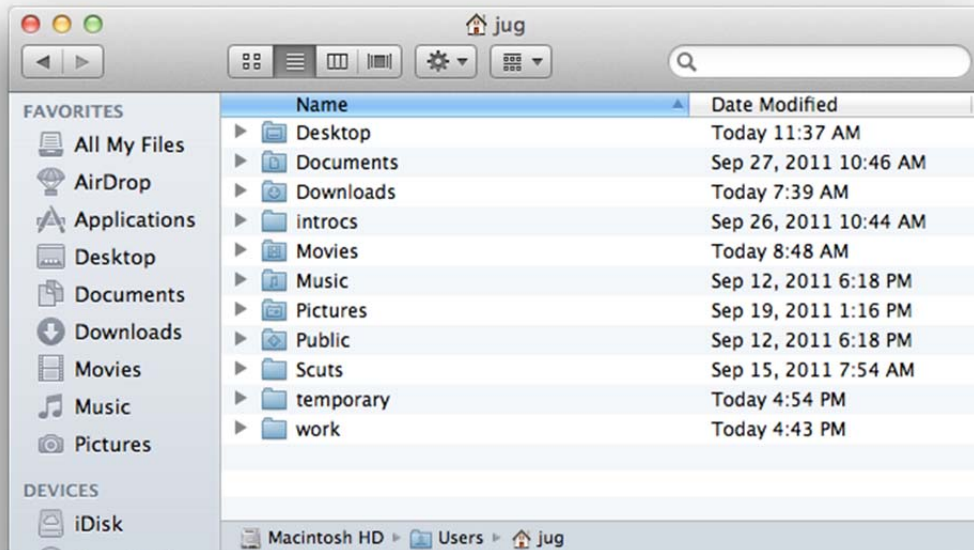 jug
FAVORITES
All My Files
AirDrop
Applications
Desktop
Documents
Downloads
Movies
Music
Pictures
DEVICES
iDisk
Name Date Modified
Desktop Today 11:37 AM
Documents Sep 27, 2011 10:46 AM
Downloads Today 7:39 AM
introcs Sep 26, 2011 10:44 AM
Movies Today 8:48 AM
Music Sep 12, 2011 6:18 PM
Pictures Sep 19, 2011 1:16 PM
Public Sep 12, 2011 6:18 PM
Scuts Sep 15, 2011 7:54 AM
temporary Today 4:54 PM
work Today 4:43 PM
Macintosh HD Users jug